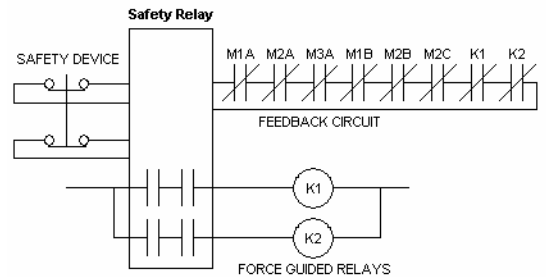 Safety Relay
SAFETY DEVICE
M1A M2A M3A M1B M2B M2C K1 K2
FEEDBACK CIRCUIT
K1
K2
FORCE GUIDED RELAYS